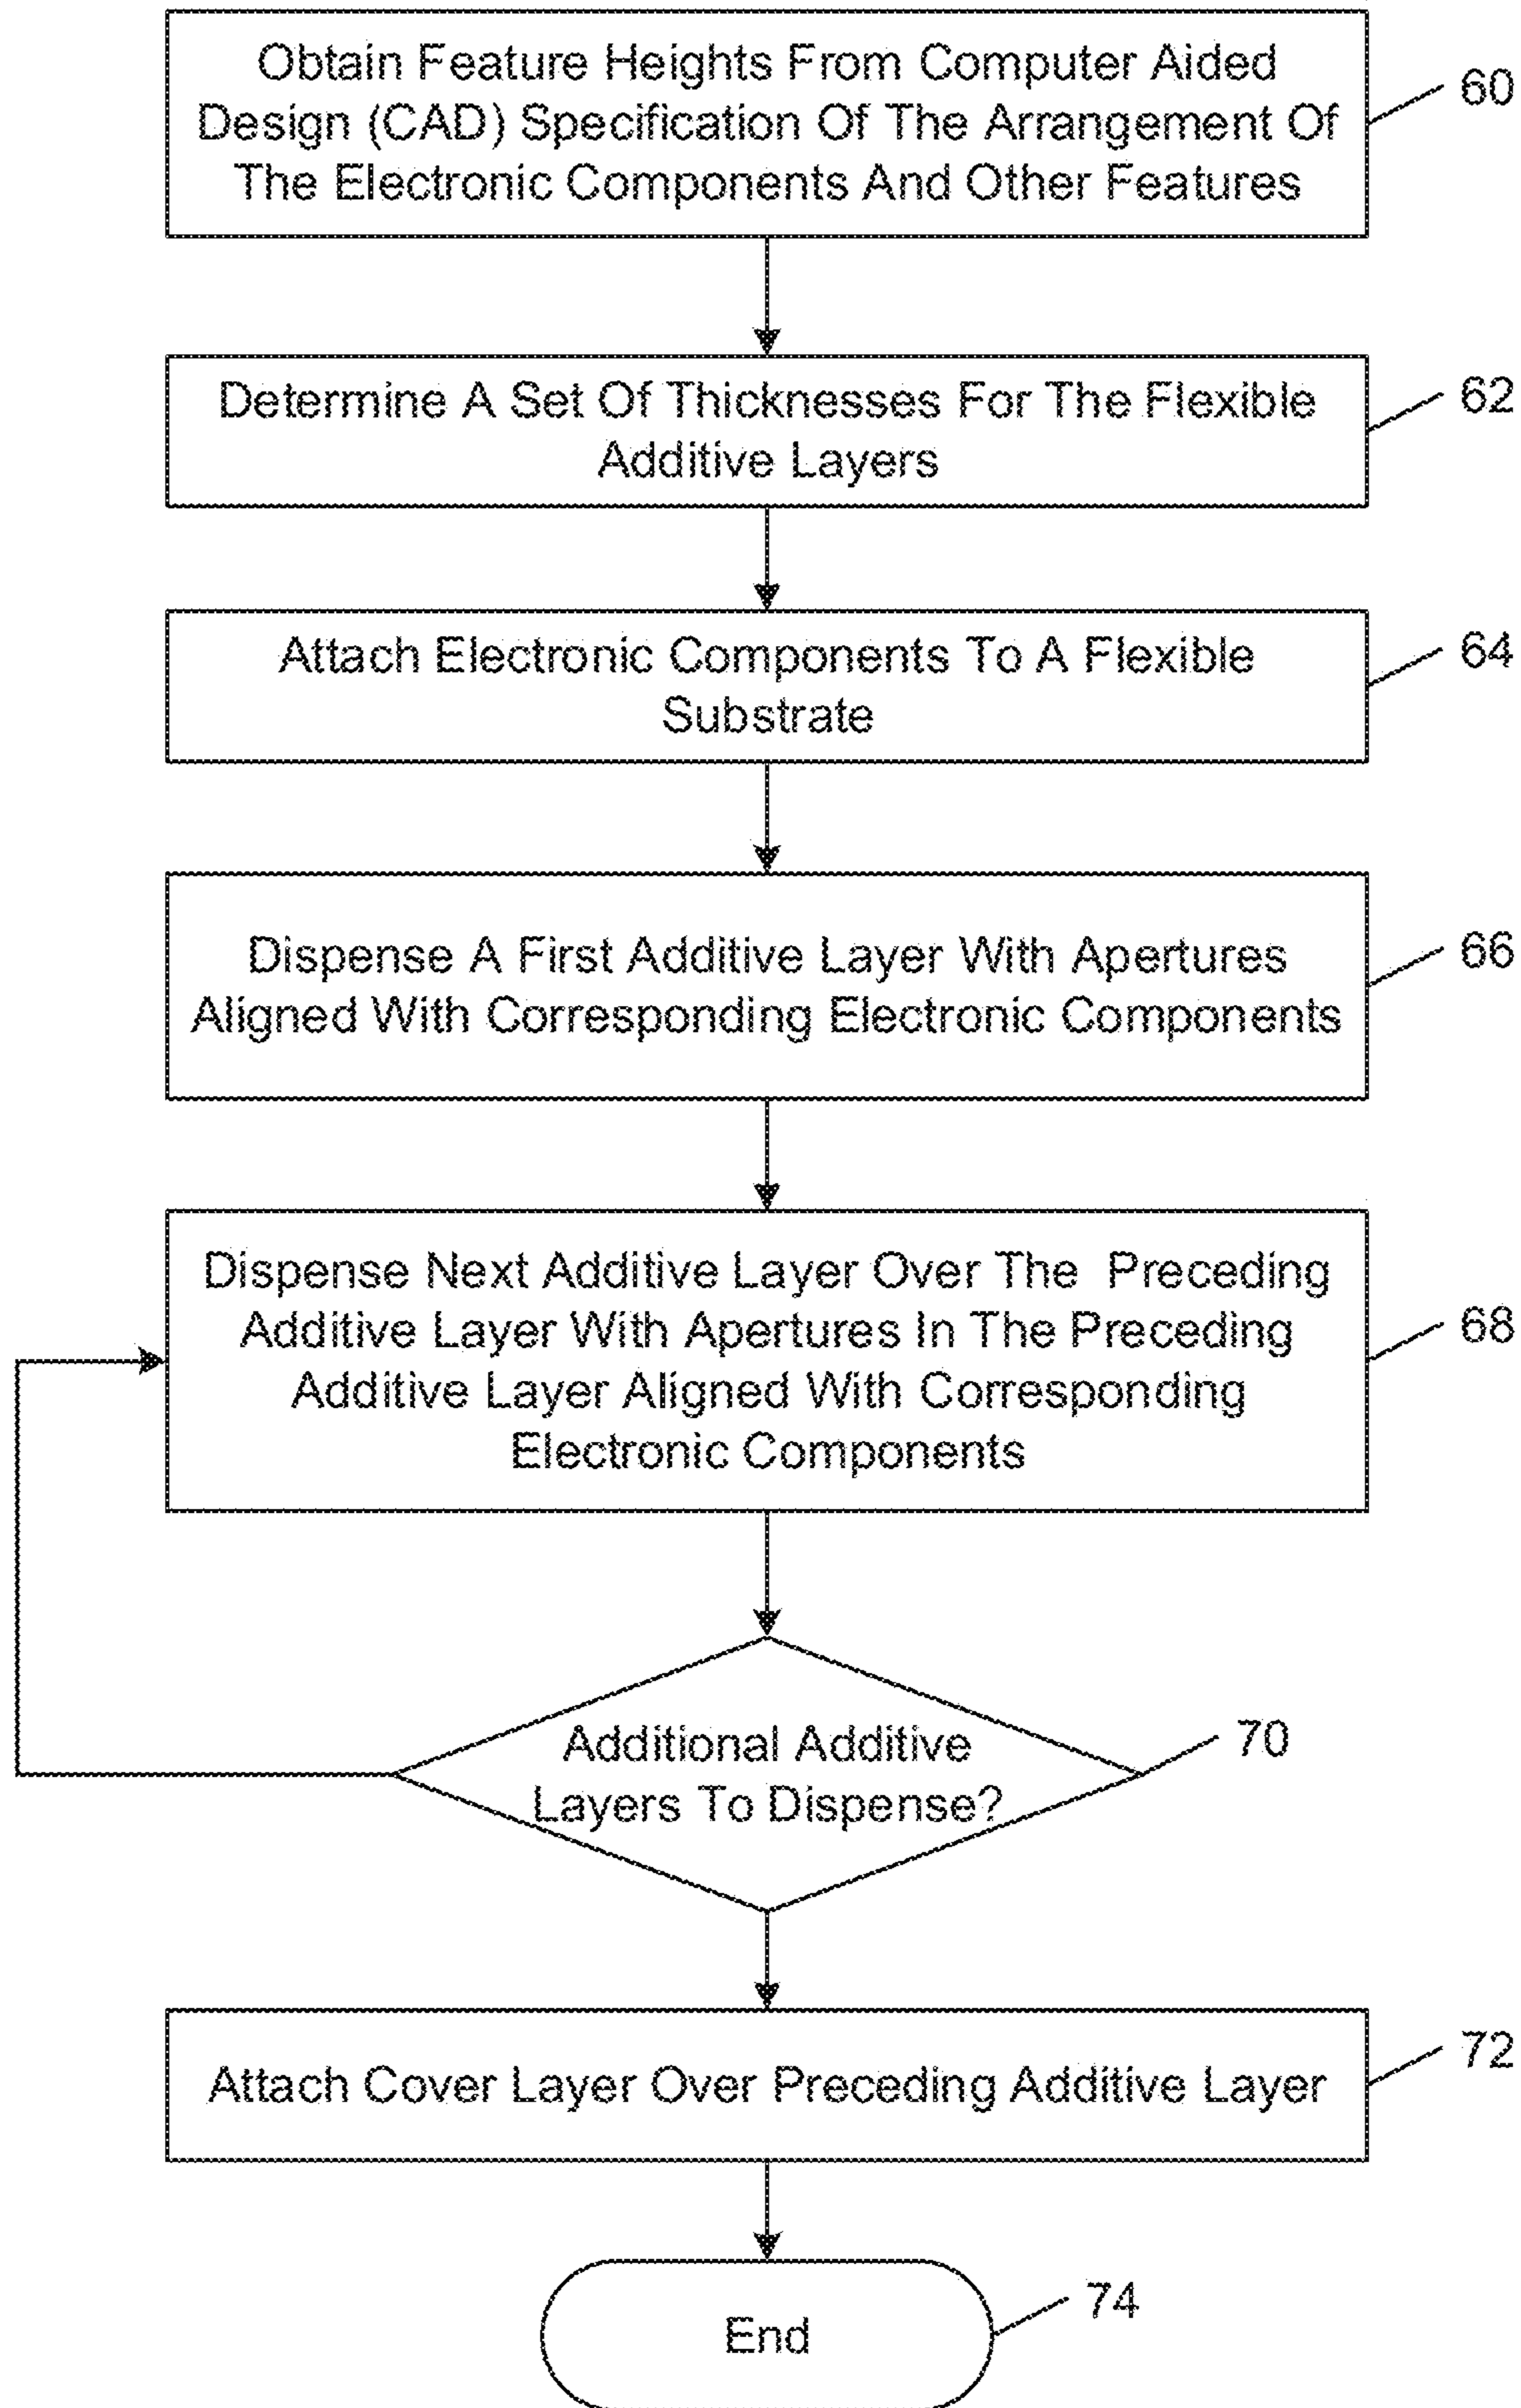 Obtain Feature Heights From Computer Aided
Design (CAD) Specification Of The Arrangement Of
The Electronic Components And Other Features
60
Determine A Set Of Thicknesses For The Flexible
Additive Layers
62
Attach Electronic Components To A Flexible
Substrate
64
Dispense A First Additive Layer With Apertures
Aligned With Corresponding Electronic Components
66
Dispense Next Additive Layer Over The Preceding
Additive Layer With Apertures In The Preceding
Additive Layer Aligned With Corresponding
Electronic Components
68
Additional Additive
Layers To Dispense?
70
Attach Cover Layer Over Preceding Additive Layer
72
End
74